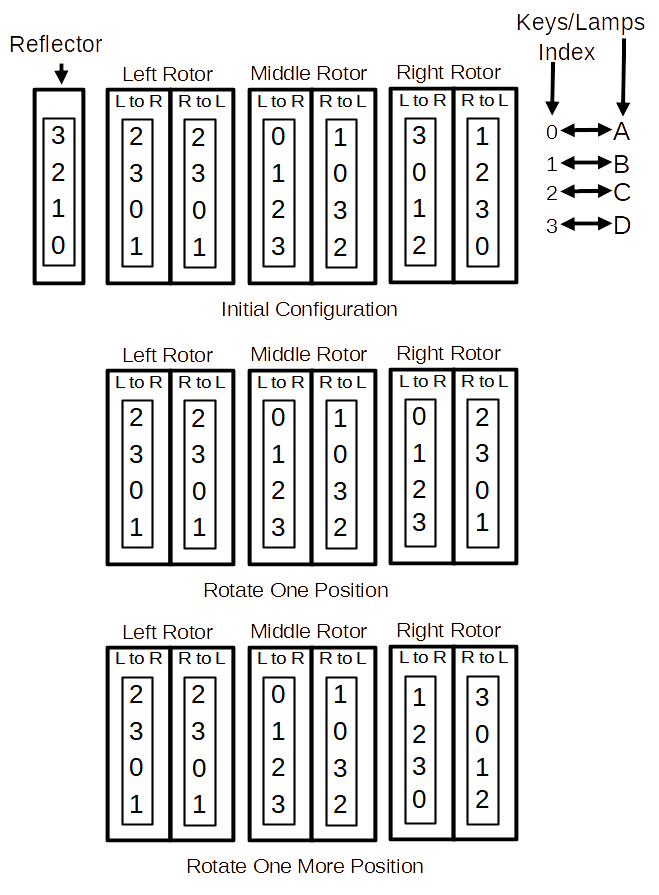 Keys/Lamps
Reflector
Index
Left Rotor Middle Rotor Right Rotor
L to R R to L L to R R to L L to R R to L
3 2 2 0 1 3 1 0 A
2 3 3 1 0 0 2 1 B
1 0 0 2 3 1 3 2 C
0 1 1 3 2 2 0 3 D
Initial Configuration
Left Rotor Middle Rotor Right Rotor
L to R R to L L to R R to L L to R R to L
2 2 0 1 0 2
3 3 1 0 1 3
0 0 2 3 2 0
1 1 3 2 3 1
Rotate One Position
Left Rotor Middle Rotor Right Rotor
L to R R to L L to R R to L L to R R to L
2 2 0 1 1 3
3 3 1 0 2 0
0 0 2 3 3 1
1 1 3 2 0 2
Rotate One More Position